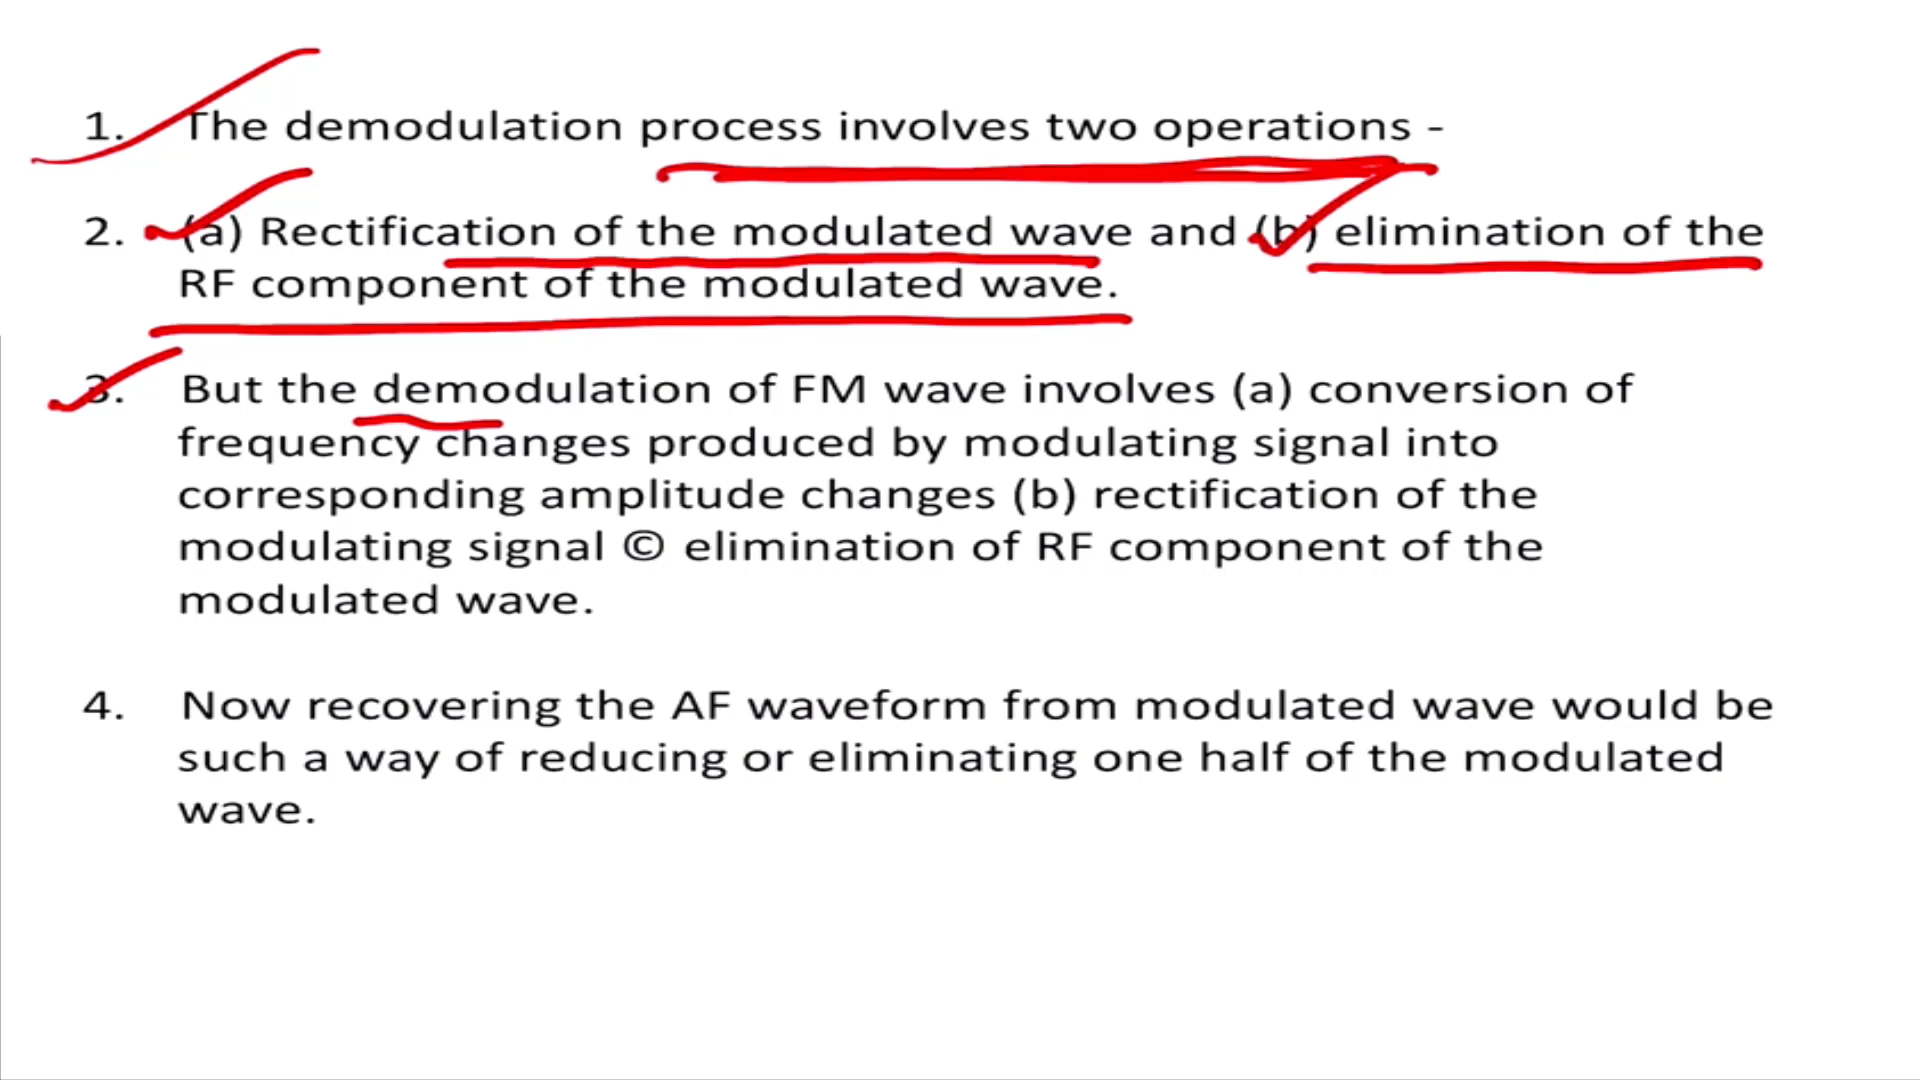 1. The demodulation process involves two operations -
2. (a) Rectification of the modulated wave and (b) elimination of the
RF component of the modulated wave.
3. But the demodulation of FM wave involves (a) conversion of
frequency changes produced by modulating signal into
corresponding amplitude changes (b) rectification of the
modulating signal © elimination of RF component of the
modulated wave.
4. Now recovering the AF waveform from modulated wave would be
such a way of reducing or eliminating one half of the modulated
wave.